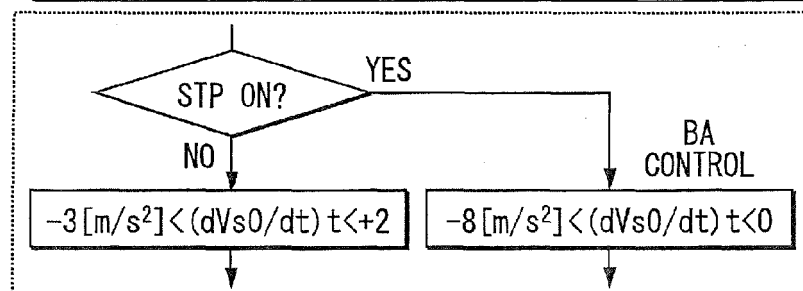 STP ON?
YES
NO
BA
CONTROL
-3[m/s²]<(dVs0/dt)t<+2
-8[m/s²]<(dVs0/dt)t<0